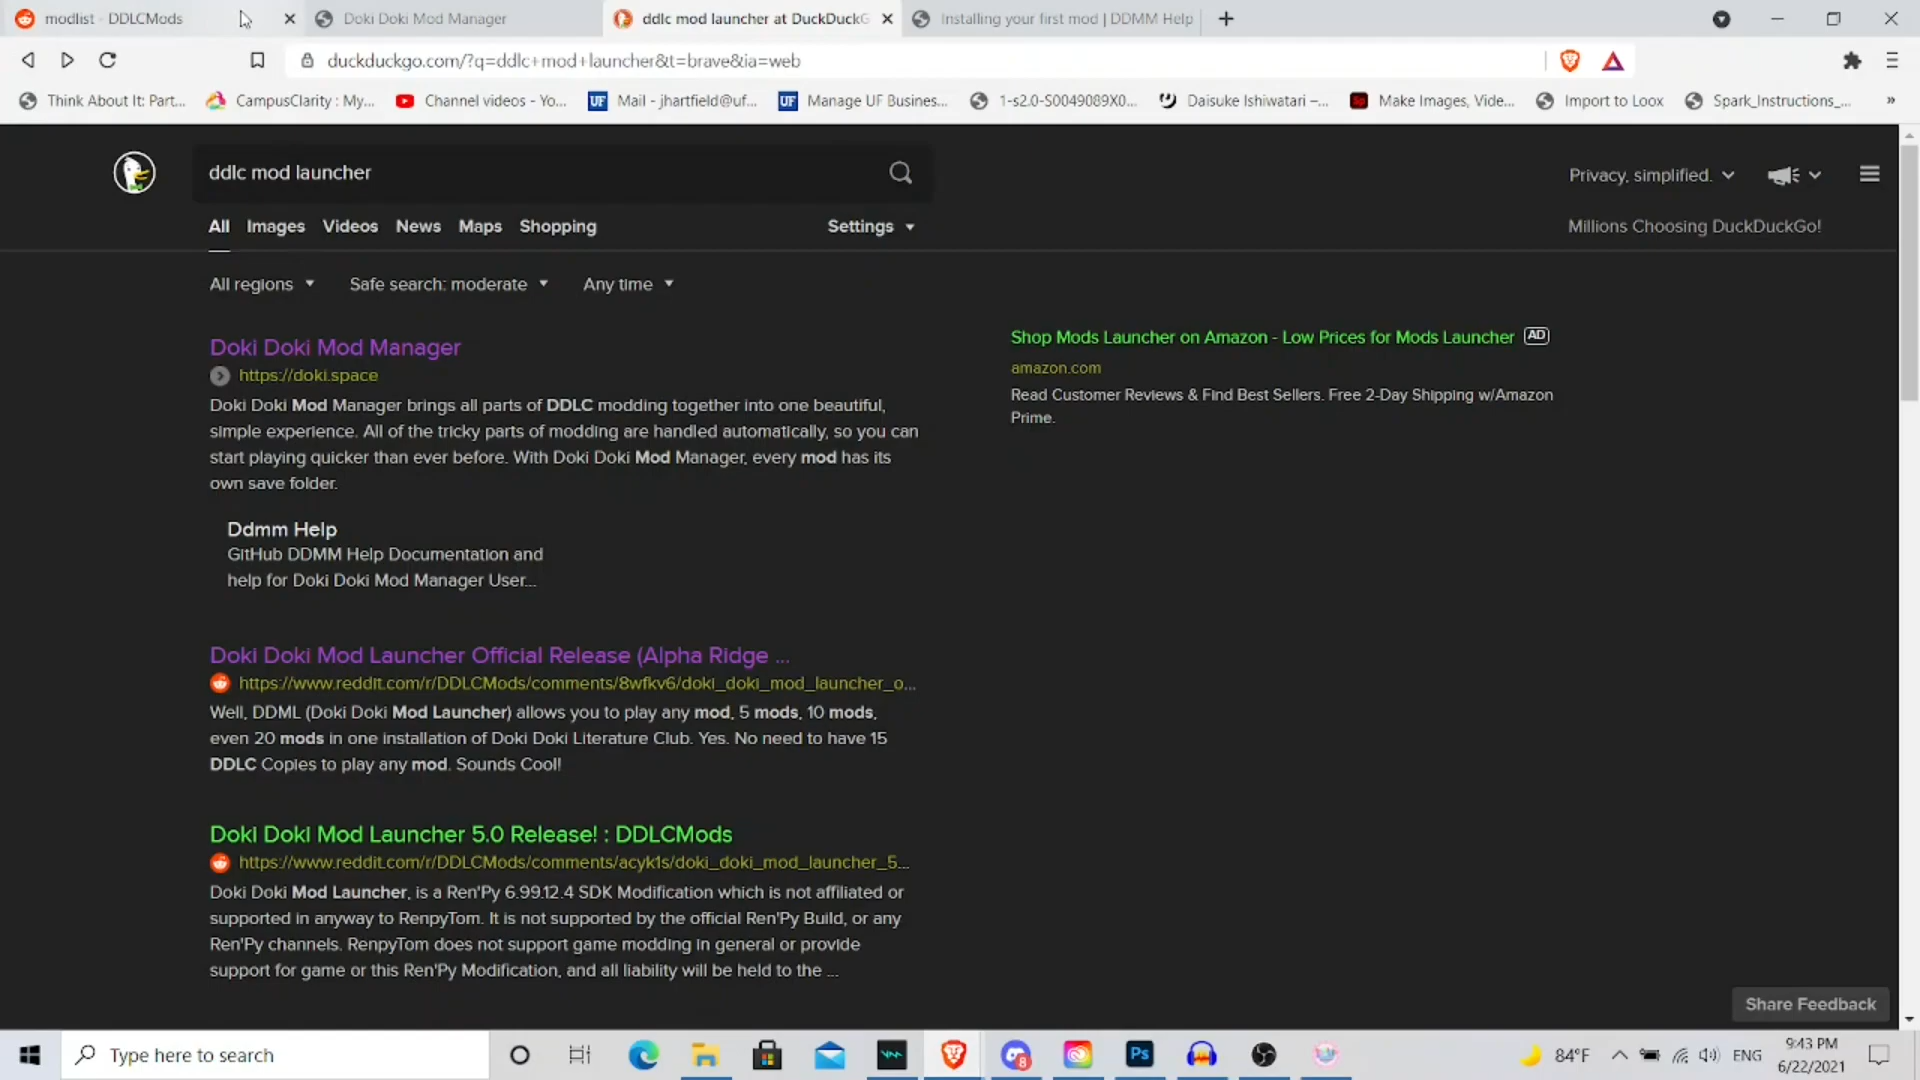 modlist - DDLCMods
Doki Doki Mod Manager
ddlc mod launcher at DuckDuckG
Installing your first mod | DDMM Help
duckduckgo.com/?q=ddlc+mod+launcher&t=brave&ia=web
Think About It: Part...
CampusClarity : My...
Channel videos - Yo...
UF
Mail - jhartfield@uf...
UF
Manage UF Busines...
1-s2.0-S0049089X0...
Daisuke Ishiwatari –...
Make Images, Vide...
Import to Loox
Spark_Instructions_...
»
ddlc mod launcher
Privacy, simplified.
All
Images
Videos
News
Maps
Shopping
Settings
Millions Choosing DuckDuckGo!
All regions
Safe search: moderate
Any time
Doki Doki Mod Manager
https://doki.space
Doki Doki Mod Manager brings all parts of DDLC modding together into one beautiful,
simple experience. All of the tricky parts of modding are handled automatically, so you can
start playing quicker than ever before. With Doki Doki Mod Manager, every mod has its
own save folder.
Shop Mods Launcher on Amazon - Low Prices for Mods Launcher AD
amazon.com
Read Customer Reviews & Find Best Sellers. Free 2-Day Shipping w/Amazon
Prime.
Ddmm Help
GitHub DDMM Help Documentation and
help for Doki Doki Mod Manager User...
Doki Doki Mod Launcher Official Release (Alpha Ridge ...
https://www.reddit.com/r/DDLCMods/comments/8wfkv6/doki_doki_mod_launcher_o...
Well, DDML (Doki Doki Mod Launcher) allows you to play any mod, 5 mods, 10 mods,
even 20 mods in one installation of Doki Doki Literature Club. Yes. No need to have 15
DDLC Copies to play any mod. Sounds Cool!
Doki Doki Mod Launcher 5.0 Release! : DDLCMods
https://www.reddit.com/r/DDLCMods/comments/acyk1s/doki_doki_mod_launcher_5...
Doki Doki Mod Launcher, is a Ren'Py 6.99.12.4 SDK Modification which is not affiliated or
supported in anyway to RenpyTom. It is not supported by the official Ren'Py Build, or any
Ren'Py channels. RenpyTom does not support game modding in general or provide
support for game or this Ren'Py Modification, and all liability will be held to the ...
Share Feedback
Type here to search
8
Ps
84°F
ENG
9:43 PM
6/22/2021